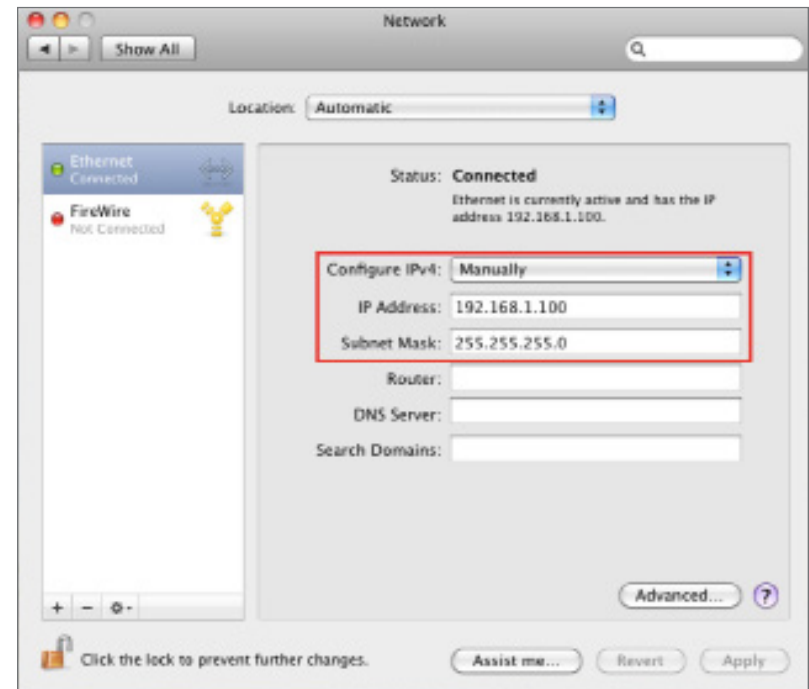 Network
Show All
Location: Automatic
Ethernet
Connected
FireWire
Not Connected
Status: Connected
Ethernet is currently active and has the IP
address 192.168.1.100.
Configure IPv4: Manually
IP Address: 192.168.1.100
Subnet Mask: 255.255.255.0
Router:
DNS Server:
Search Domains:
Advanced... ?
Click the lock to prevent further changes.
Assist me... Revert Apply